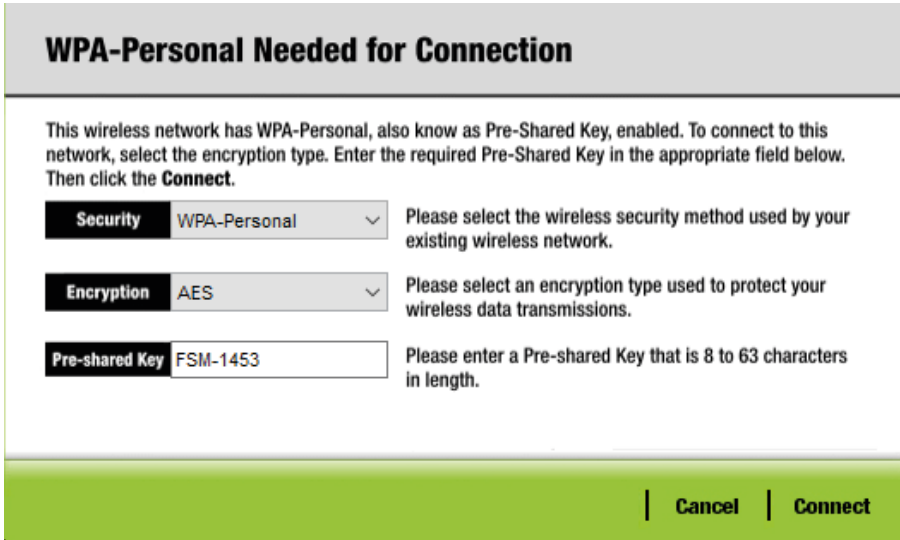 WPA-Personal Needed for Connection
This wireless network has WPA-Personal, also know as Pre-Shared Key, enabled. To connect to this
network, select the encryption type. Enter the required Pre-Shared Key in the appropriate field below.
Then click the Connect.
Security WPA-Personal Please select the wireless security method used by your
existing wireless network.
Encryption AES Please select an encryption type used to protect your
wireless data transmissions.
Pre-shared Key FSM-1453 Please enter a Pre-shared Key that is 8 to 63 characters
in length.
Cancel Connect